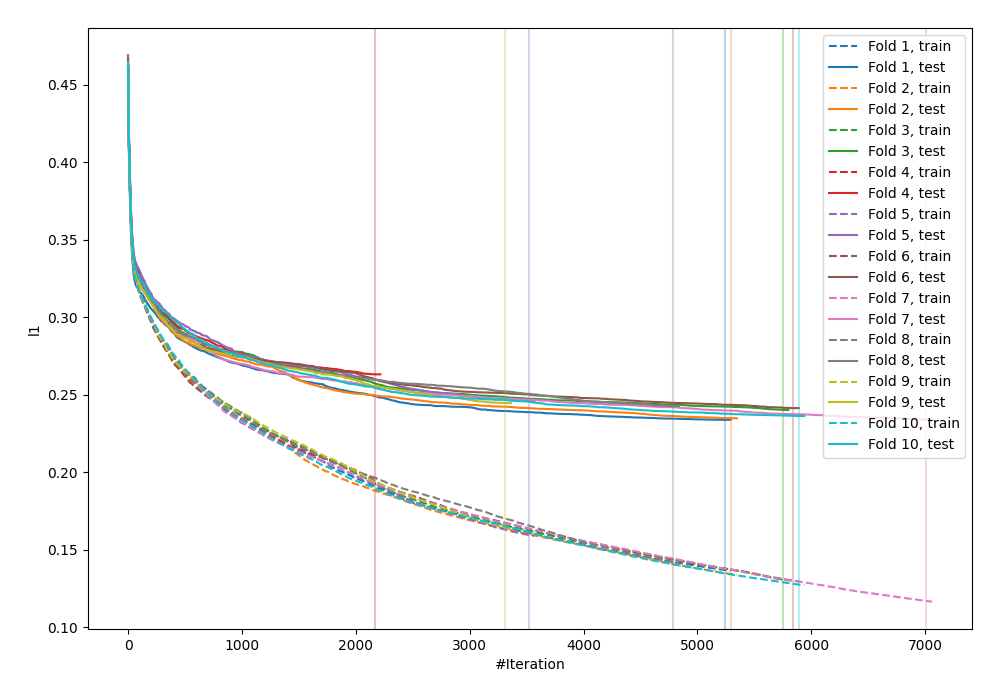 0.45
0.40
0.35
0.30
0.25
0.20
0.15
0.10
l1
0 1000 2000 3000 4000 5000 6000 7000
#Iteration
Fold 1, train
Fold 1, test
Fold 2, train
Fold 2, test
Fold 3, train
Fold 3, test
Fold 4, train
Fold 4, test
Fold 5, train
Fold 5, test
Fold 6, train
Fold 6, test
Fold 7, train
Fold 7, test
Fold 8, train
Fold 8, test
Fold 9, train
Fold 9, test
Fold 10, train
Fold 10, test